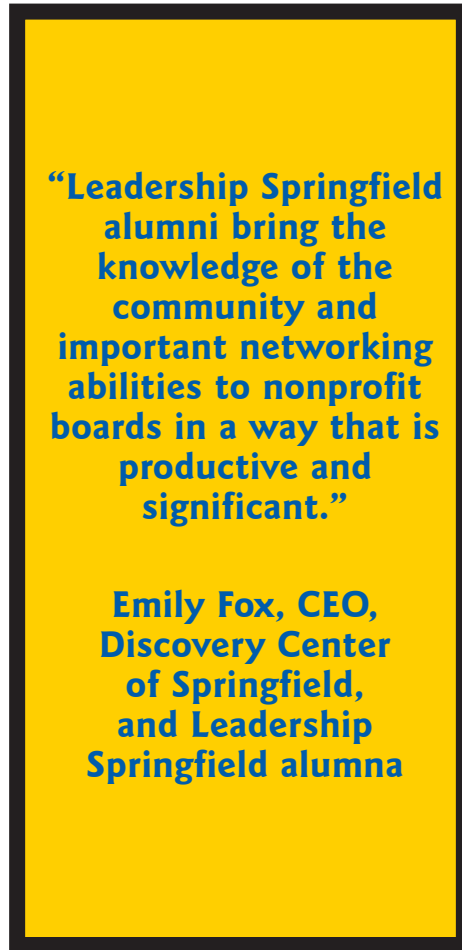 “Leadership Springfield
alumni bring the
knowledge of the
community and
important networking
abilities to nonprofit
boards in a way that is
productive and
significant.”
Emily Fox, CEO,
Discovery Center
of Springfield,
and Leadership
Springfield alumna